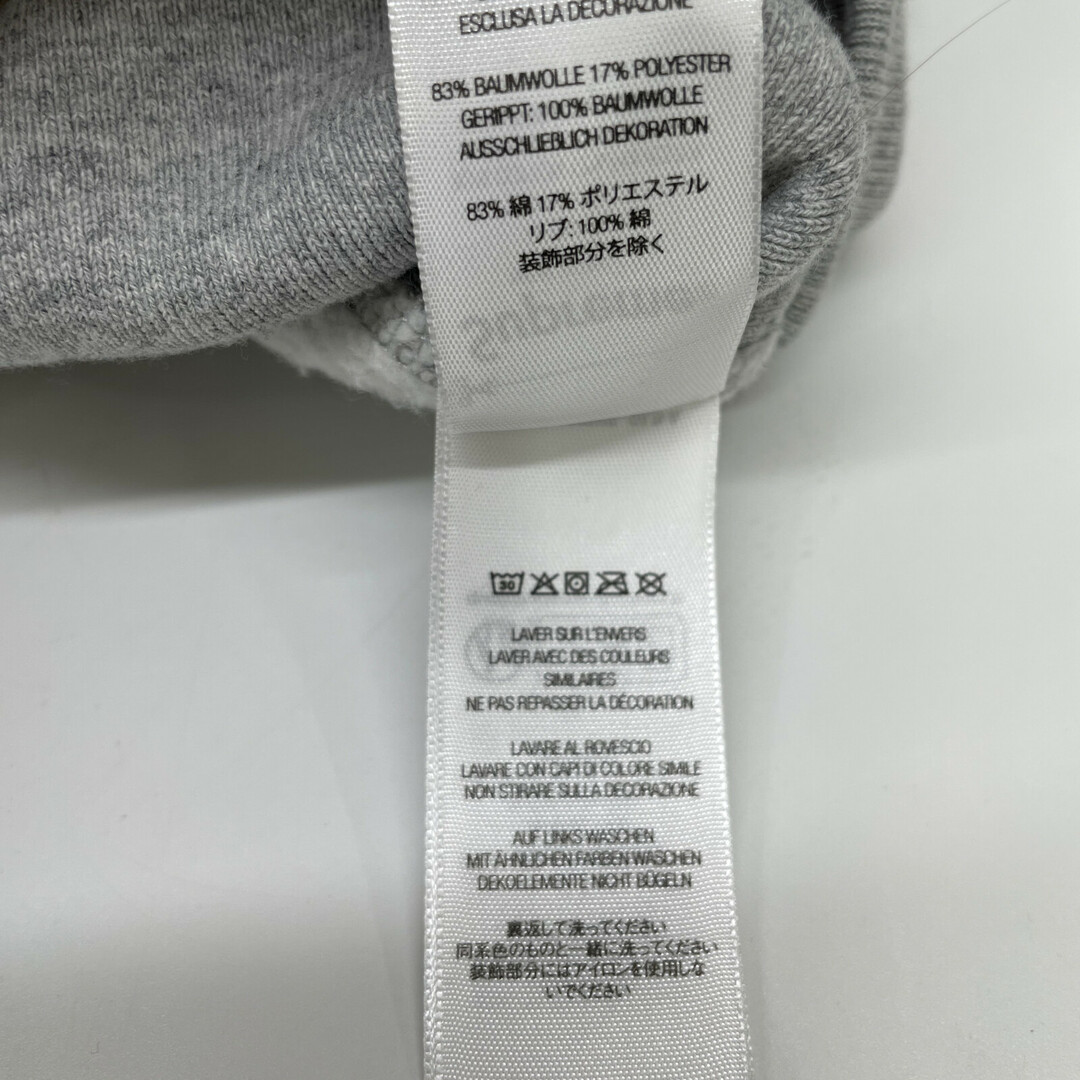 ESCLUSA LA DECORAZIONE
83% BAUMWOLLE 17% POLYESTER
GERIPPT: 100% BAUMWOLLE
AUSSCHLIEBLICH DEKORATION
83% 綿 17% ポリエステル
リブ: 100% 綿
装飾部分を除く
30
LAVER SUR L'ENVERS
LAVER AVEC DES COULEURS
SIMILAIRES
NE PAS REPASSER LA DÉCORATION
LAVARE AL ROVESCIO
LAVARE CON CAPI DI COLORE SIMILE
NON STIRARE SULLA DECORAZIONE
AUF LINKS WASCHEN
MIT ÄHNLICHEN FARBEN WASCHEN
DEKOELEMENTE NICHT BÜGELN
裏返して洗ってください
同系色のものと一緒に洗ってください
装飾部分にはアイロンを使用しな
いでください